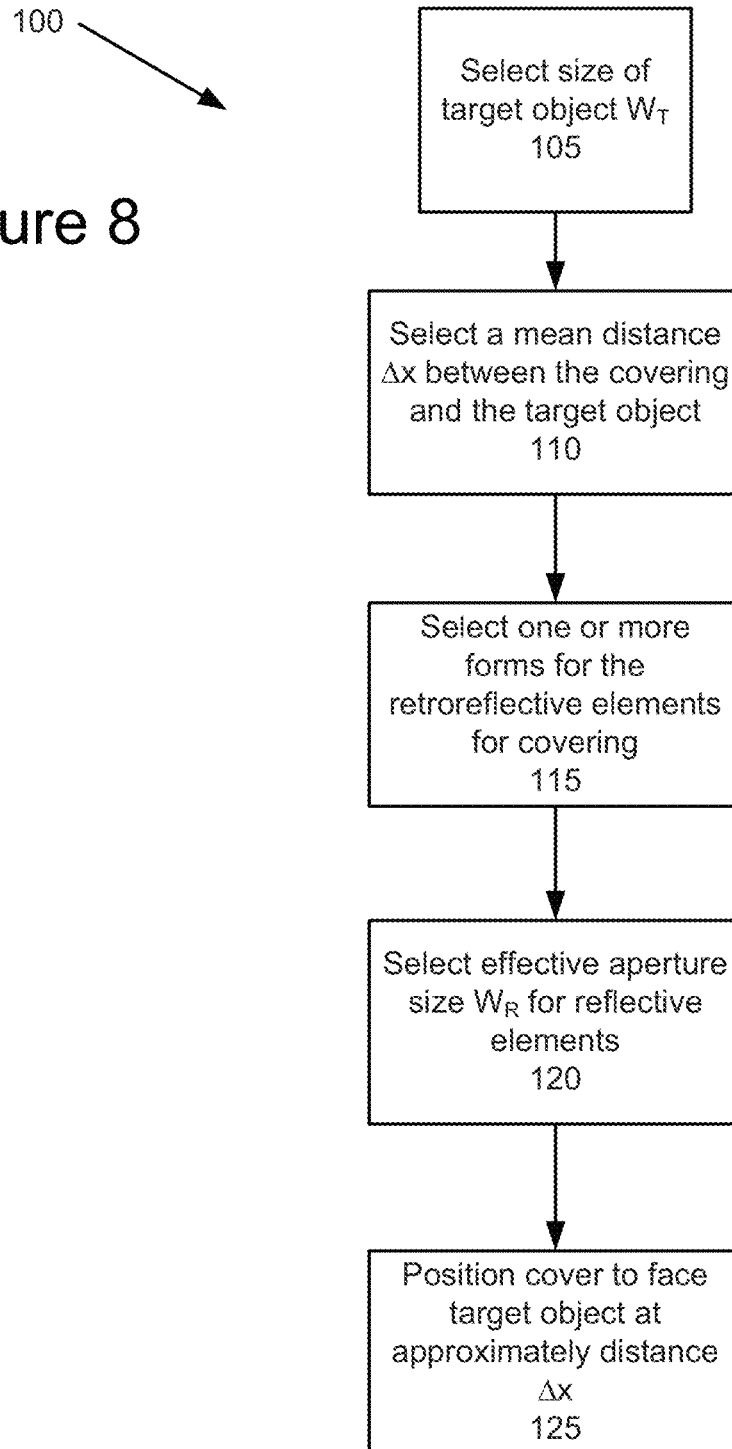 100
ure 8
Select size of
target object W_T
105
Select a mean distance
Δx between the covering
and the target object
110
Select one or more
forms for the
retroreflective elements
for covering
115
Select effective aperture
size W_R for reflective
elements
120
Position cover to face
target object at
approximately distance
Δx
125